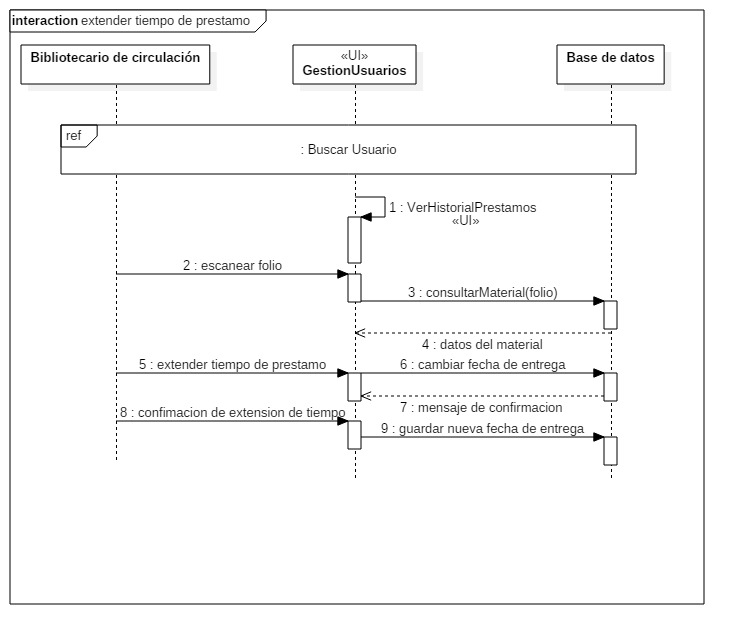 interaction extender tiempo de prestamo
Bibliotecario de circulación
«UI»
GestionUsuarios
Base de datos
ref
: Buscar Usuario
1 : VerHistorialPrestamos
«UI»
2 : escanear folio
3 : consultarMaterial(folio)
4 : datos del material
5 : extender tiempo de prestamo
6 : cambiar fecha de entrega
7 : mensaje de confirmacion
8 : confimacion de extension de tiempo
9 : guardar nueva fecha de entrega